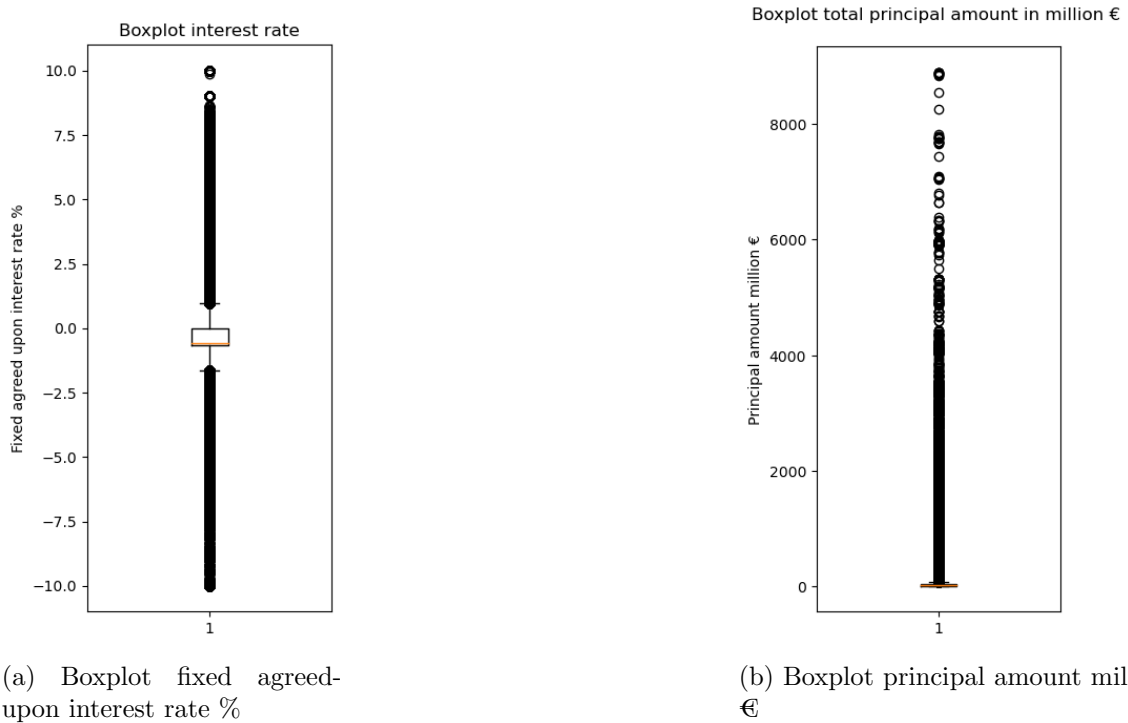 Boxplot interest rate
Fixed agreed upon interest rate %
10.0
7.5
5.0
2.5
0.0
−2.5
−5.0
−7.5
−10.0
1
(a) Boxplot fixed agreed-
upon interest rate %
Boxplot total principal amount in million €
Principal amount million €
8000
6000
4000
2000
0
1
(b) Boxplot principal amount mil
€